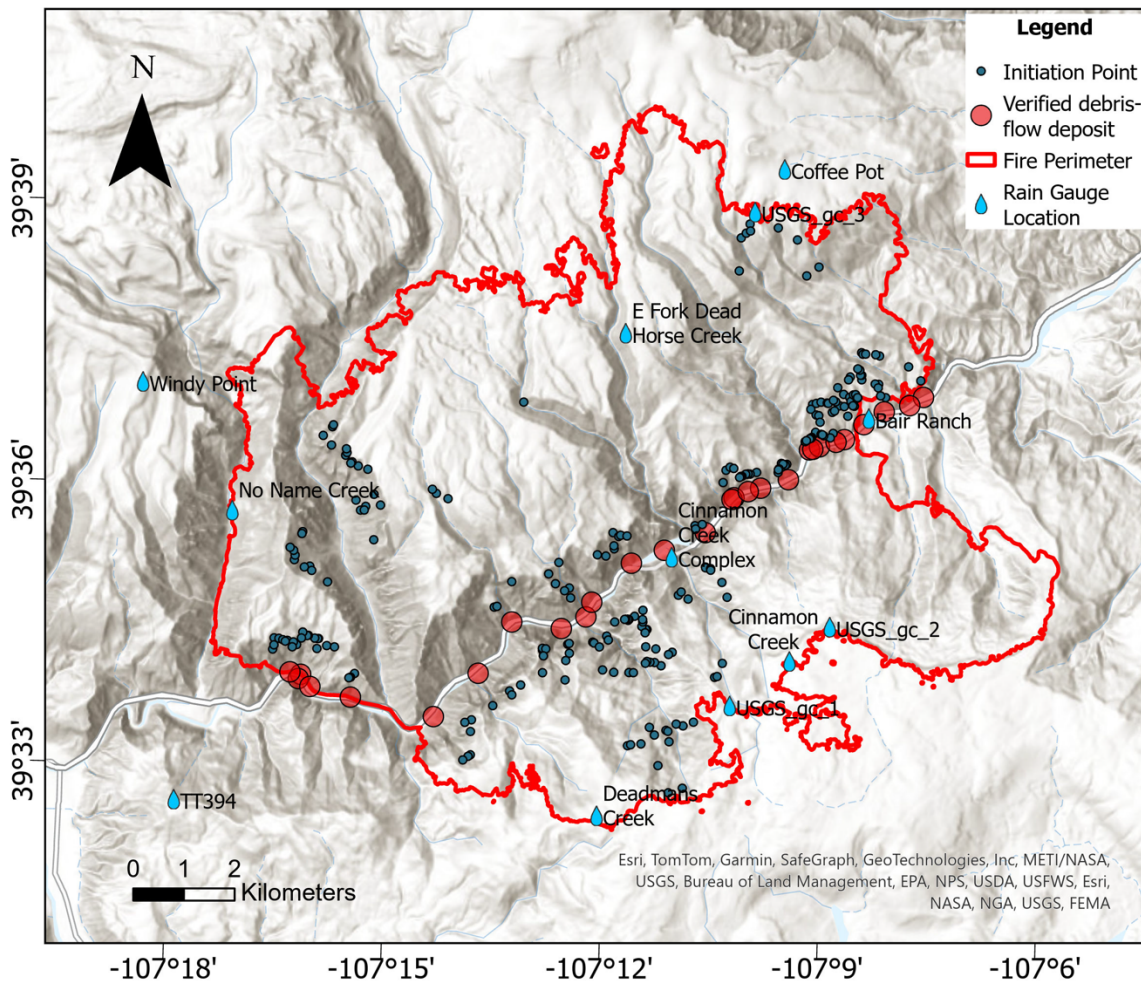 Legend
Initiation Point
Verified debris-
flow deposit
Fire Perimeter
Rain Gauge
Location
N
Coffee Pot
USGS_gc_3
E Fork Dead
Horse Creek
Windy Point
Bair Ranch
No Name Creek
Cinnamon
Creek
Complex
Cinnamon
Creek
USGS_gc_2
USGS_gc_1
Deadmans
Creek
TT394
0 1 2
Kilometers
Esri, TomTom, Garmin, SafeGraph, GeoTechnologies, Inc, METI/NASA,
USGS, Bureau of Land Management, EPA, NPS, USDA, USFWS, Esri,
NASA, NGA, USGS, FEMA
39°39'
39°36'
39°33'
-107°18' -107°15' -107°12' -107°9' -107°6'